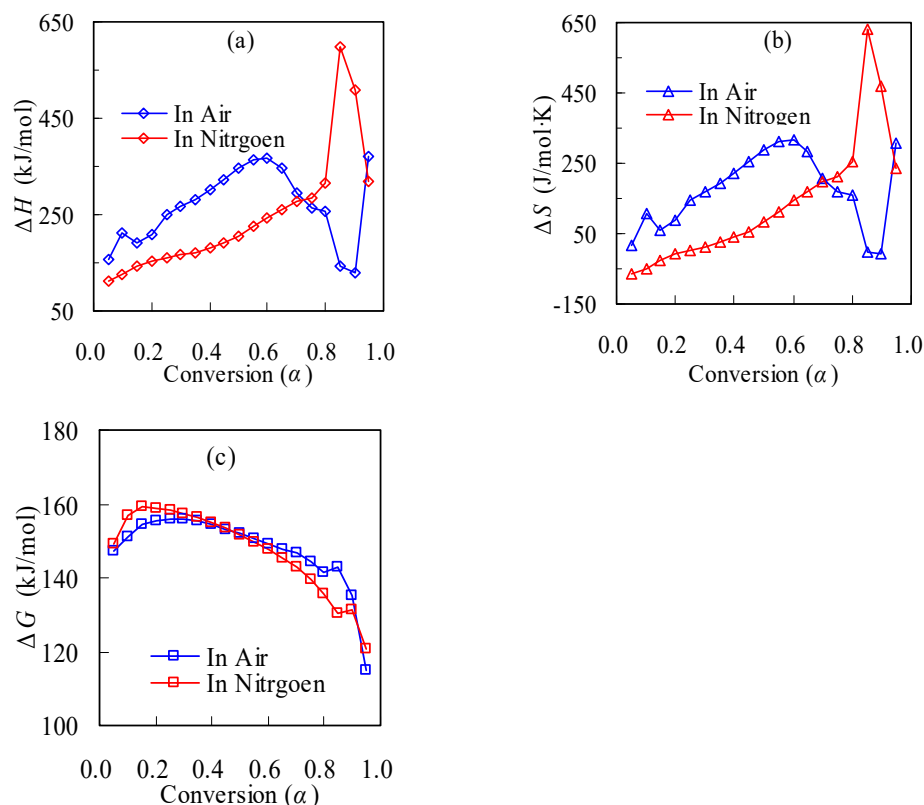 650
450
250
50
ΔH (kJ/mol)
(a)
In Air
In Nitrgoen
0.0 0.2 0.4 0.6 0.8 1.0
Conversion (α)
650
450
250
50
-150
ΔS (J/mol·K)
(b)
In Air
In Nitrogen
0.0 0.2 0.4 0.6 0.8 1.0
Conversion (α)
180
160
140
120
100
ΔG (kJ/mol)
(c)
In Air
In Nitrgoen
0.0 0.2 0.4 0.6 0.8 1.0
Conversion (α)